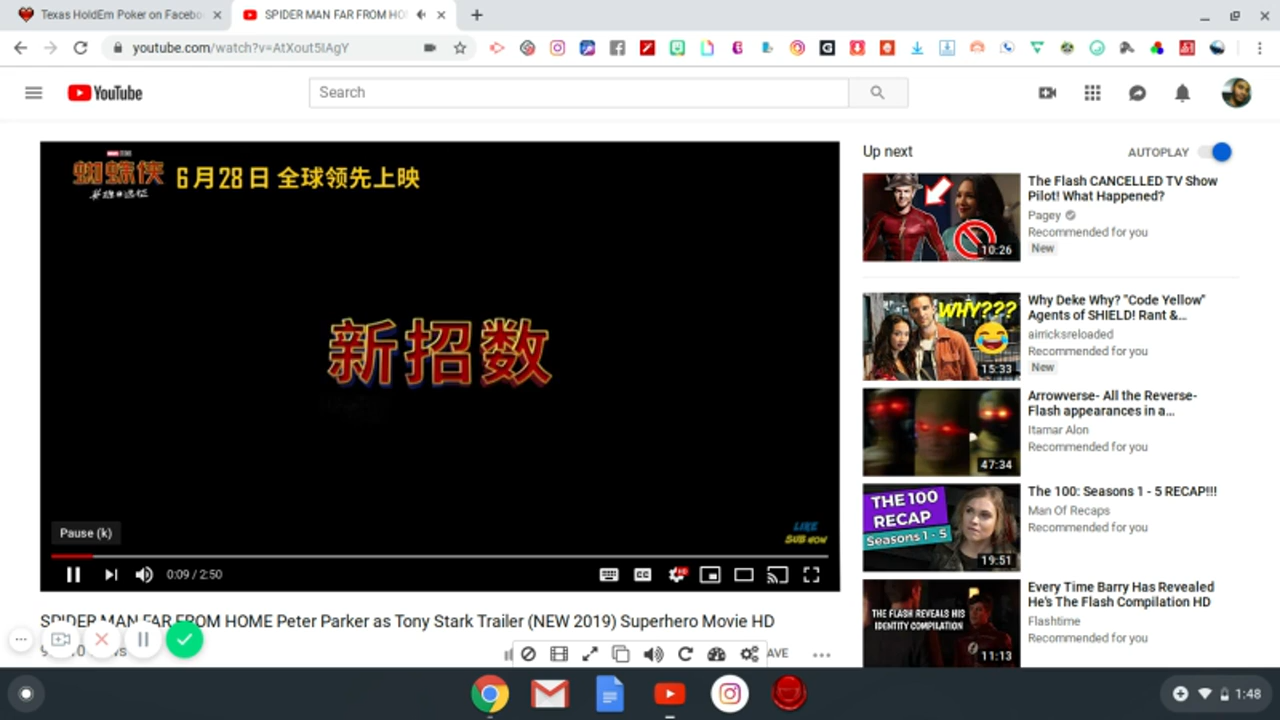 Texas HoldEm Poker on Facebo
SPIDER MAN FAR FROM HO
youtube.com/watch?v=AtXout5IAgY
YouTube
Search
蜘蛛侠
英雄远征
6月28日 全球领先上映
新招数
LIKE
SUB NOW
Pause (k)
0:09 / 2:50
CC
HD
SPIDER MAN FAR FROM HOME Peter Parker as Tony Stark Trailer (NEW 2019) Superhero Movie HD
AVE
Up next
AUTOPLAY
10:26
The Flash CANCELLED TV Show
Pilot! What Happened?
Pagey
Recommended for you
New
WHY???
15:33
Why Deke Why? "Code Yellow"
Agents of SHIELD! Rant &...
airricksreloaded
Recommended for you
New
47:34
Arrowverse- All the Reverse-
Flash appearances in a...
Itamar Alon
Recommended for you
THE 100
RECAP
Seasons 1 - 5
19:51
The 100: Seasons 1 - 5 RECAP!!!
Man Of Recaps
Recommended for you
THE FLASH REVEALS HIS
IDENTITY COMPILATION
11:13
Every Time Barry Has Revealed
He's The Flash Compilation HD
Flashtime
Recommended for you
1:48